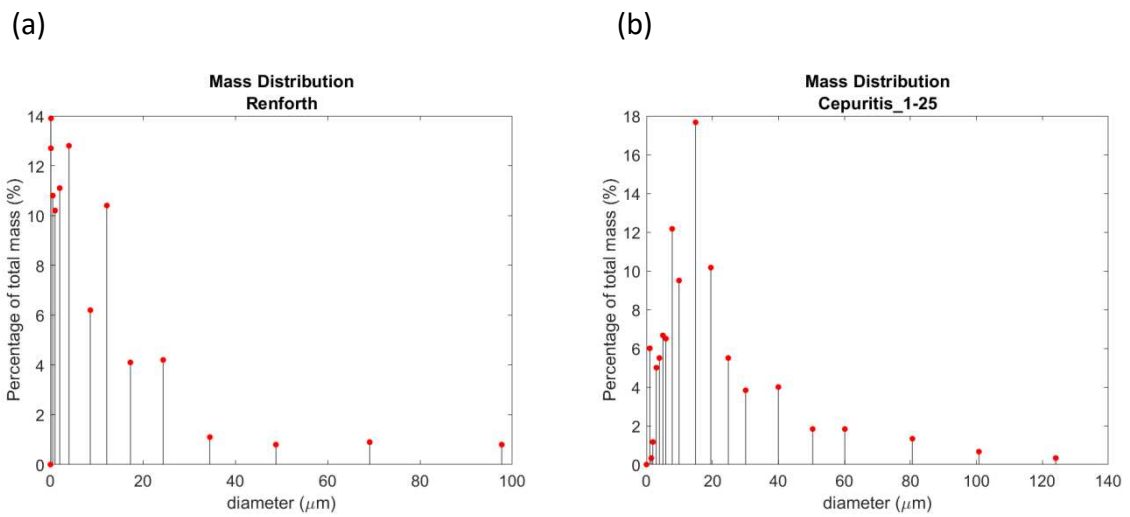 (a)
Mass Distribution
Renforth
Percentage of total mass (%)
14
12
10
8
6
4
2
0
0 20 40 60 80 100
diameter (μm)
(b)
Mass Distribution
Cepuritis_1-25
Percentage of total mass (%)
18
16
14
12
10
8
6
4
2
0
0 20 40 60 80 100 120 140
diameter (μm)